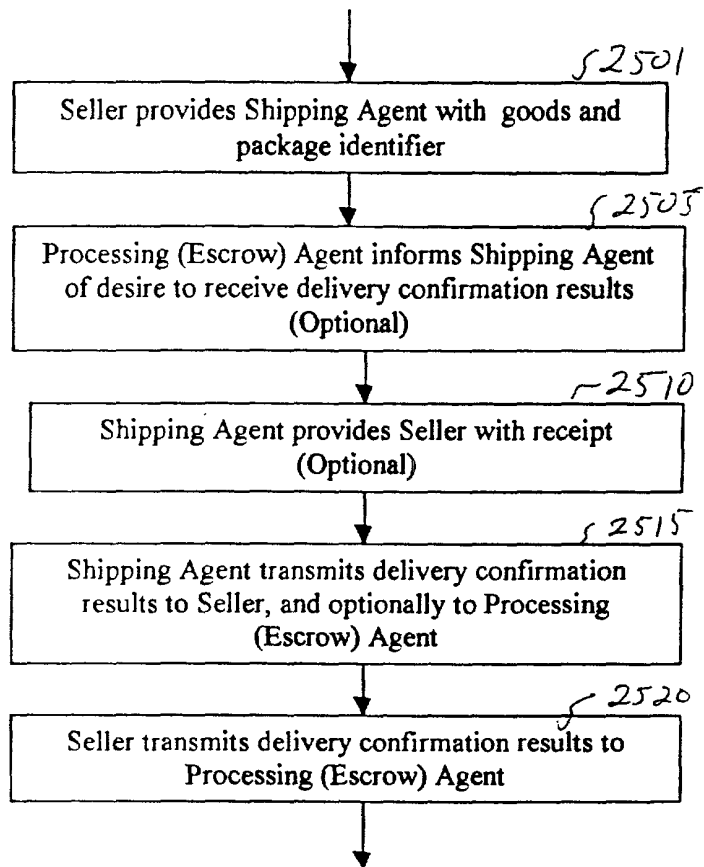 2501
Seller provides Shipping Agent with goods and
package identifier
2505
Processing (Escrow) Agent informs Shipping Agent
of desire to receive delivery confirmation results
(Optional)
2510
Shipping Agent provides Seller with receipt
(Optional)
2515
Shipping Agent transmits delivery confirmation
results to Seller, and optionally to Processing
(Escrow) Agent
2520
Seller transmits delivery confirmation results to
Processing (Escrow) Agent